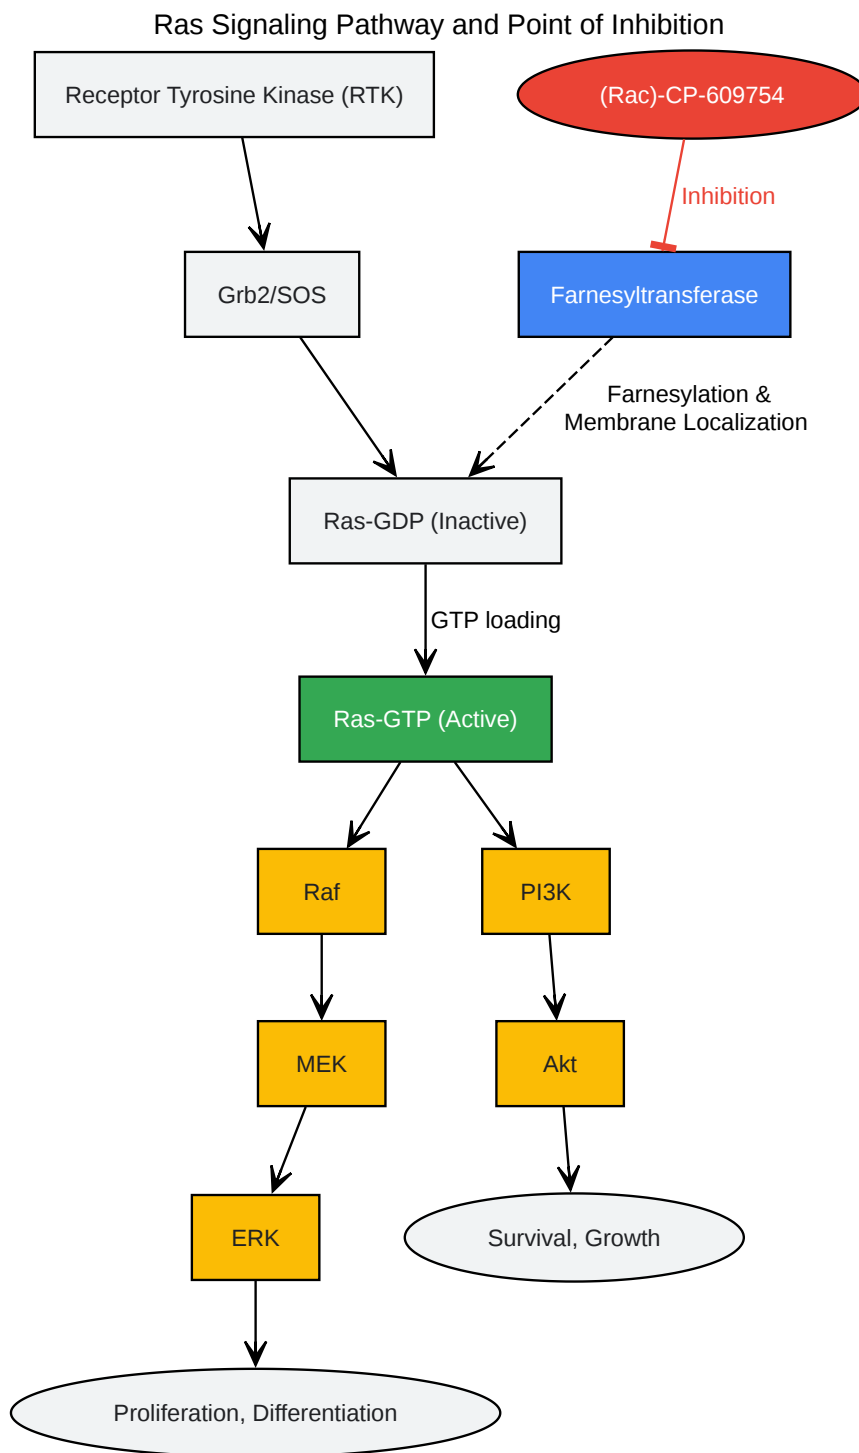 Ras Signaling Pathway and Point of Inhibition
Receptor Tyrosine Kinase (RTK)
(Rac)-CP-609754
Inhibition
Grb2/SOS
Farnesyltransferase
Farnesylation &
Membrane Localization
Ras-GDP (Inactive)
GTP loading
Ras-GTP (Active)
Raf
PI3K
MEK
Akt
ERK
Survival, Growth
Proliferation, Differentiation